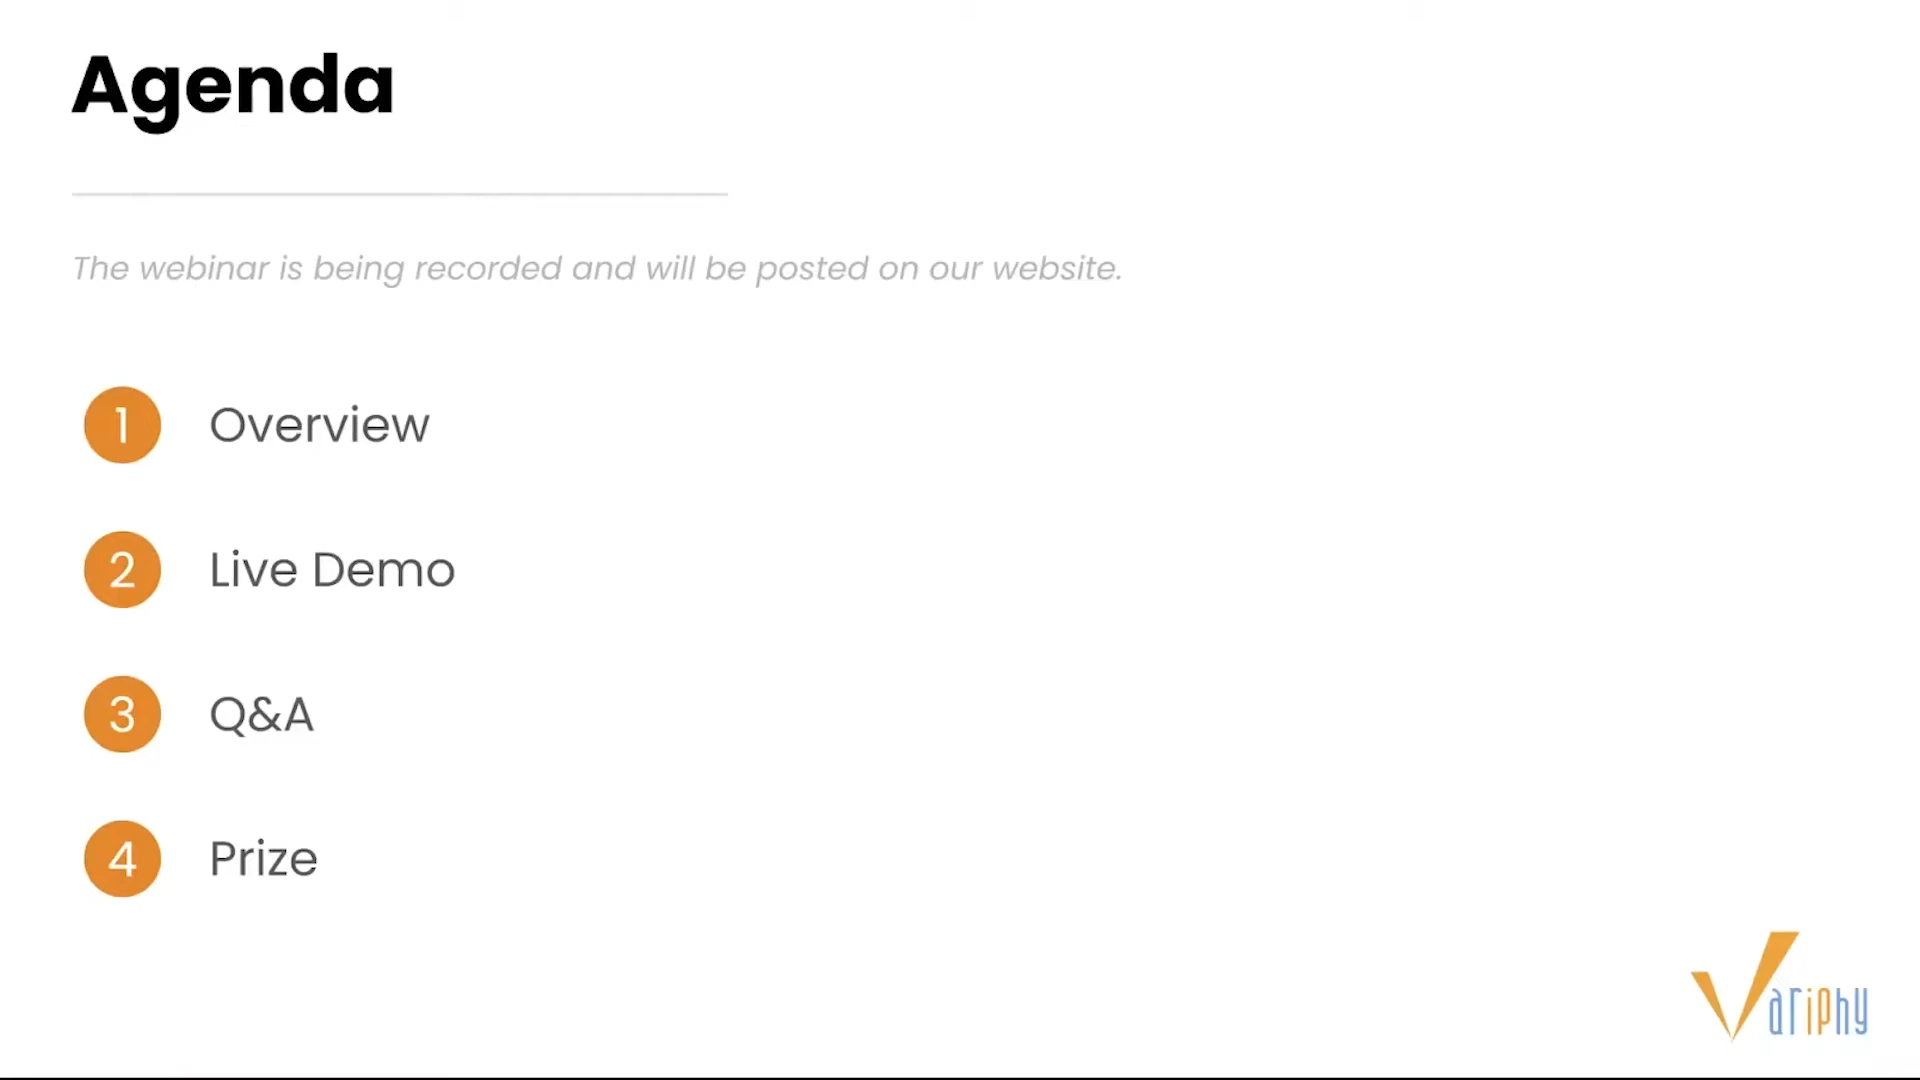 Agenda
The webinar is being recorded and will be posted on our website.
1 Overview
2 Live Demo
3 Q&A
4 Prize
Variphy